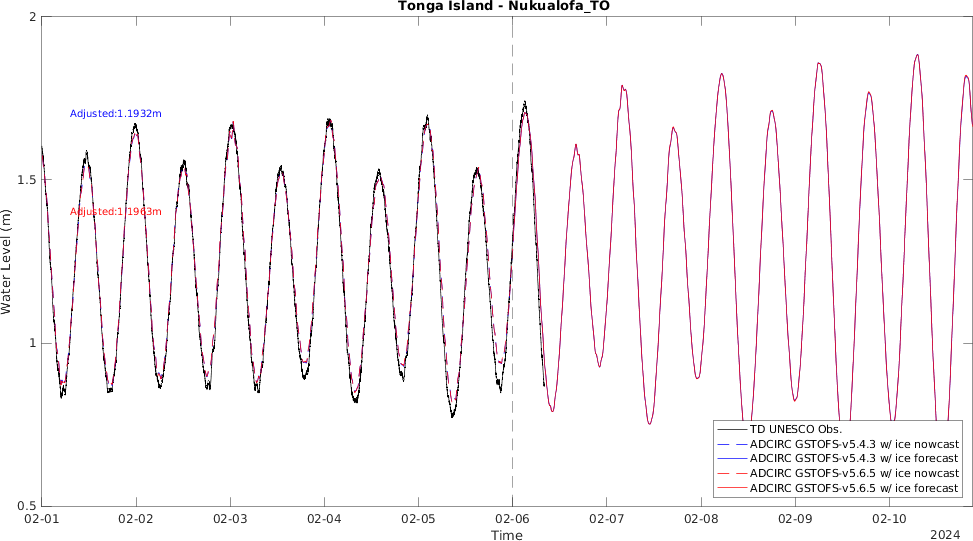 Tonga Island - Nukualofa_TO
2
1.5
1
0.5
Water Level (m)
Adjusted:1.1932m
Adjusted:1.1963m
TD UNESCO Obs.
ADCIRC GSTOFS-v5.4.3 w/ ice nowcast
ADCIRC GSTOFS-v5.4.3 w/ ice forecast
ADCIRC GSTOFS-v5.6.5 w/ ice nowcast
ADCIRC GSTOFS-v5.6.5 w/ ice forecast
02-01 02-02 02-03 02-04 02-05 02-06 02-07 02-08 02-09 02-10
Time
2024